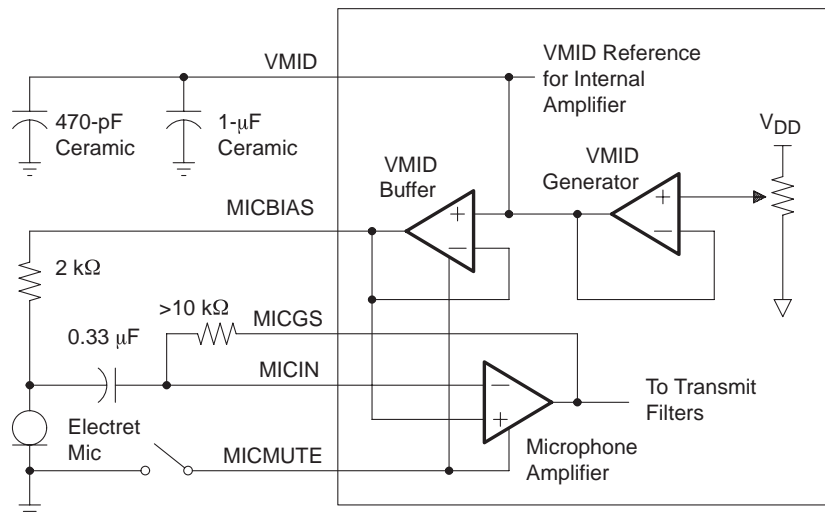 VMID
VMID Reference
for Internal
Amplifier
470-pF
Ceramic
1-μF
Ceramic
VDD
VMID
Buffer
VMID
Generator
MICBIAS
+
−
+
−
2 kΩ
>10 kΩ
MICGS
0.33 μF
MICIN
−
+
To Transmit
Filters
Electret
Mic
MICMUTE
Microphone
Amplifier